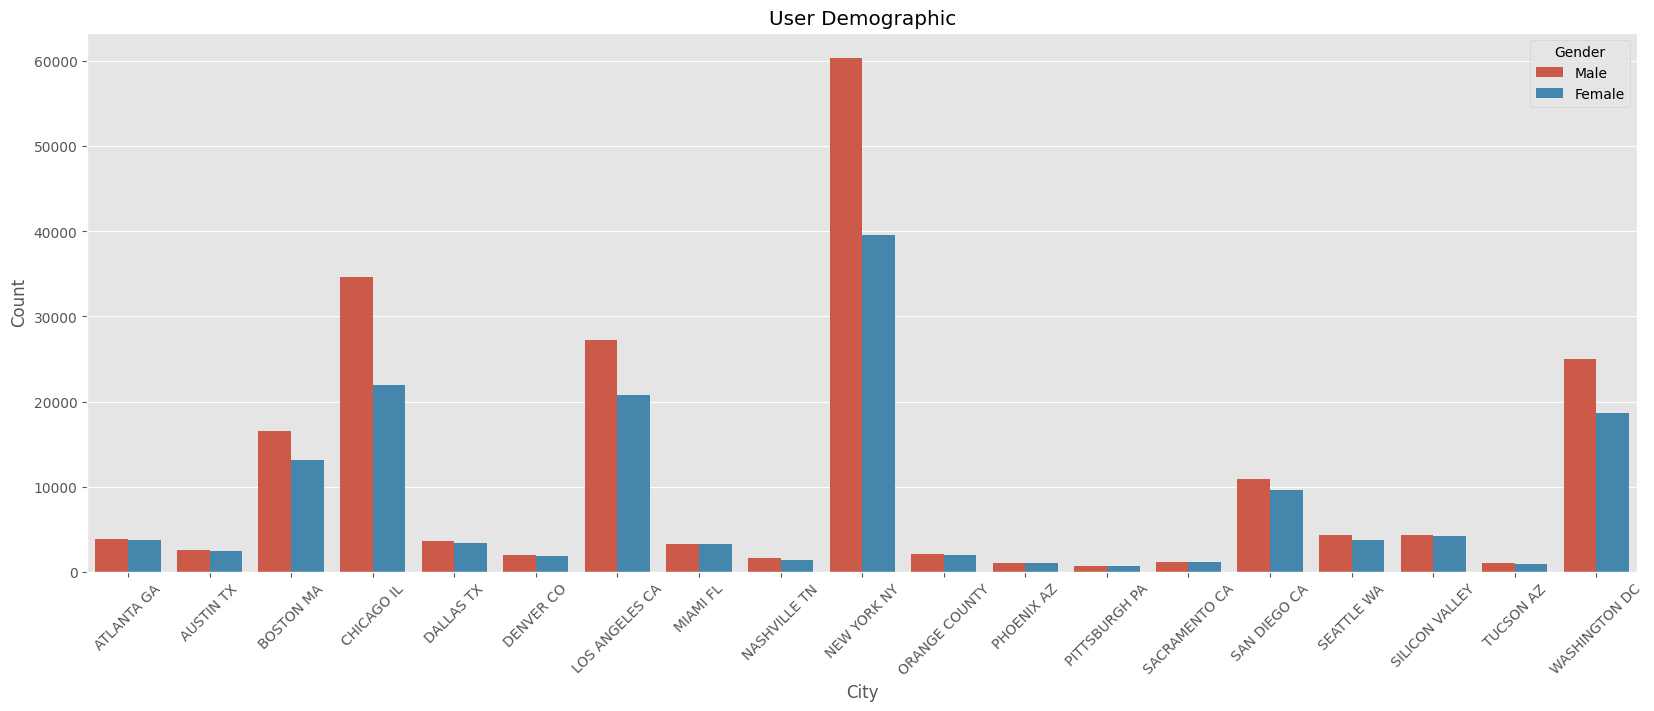 User Demographic
Gender
Male
Female
Count
60000
50000
40000
30000
20000
10000
0
ATLANTA GA
AUSTIN TX
BOSTON MA
CHICAGO IL
DALLAS TX
DENVER CO
LOS ANGELES CA
MIAMI FL
NASHVILLE TN
NEW YORK NY
ORANGE COUNTY
PHOENIX AZ
PITTSBURGH PA
SACRAMENTO CA
SAN DIEGO CA
SEATTLE WA
SILICON VALLEY
TUCSON AZ
WASHINGTON DC
City